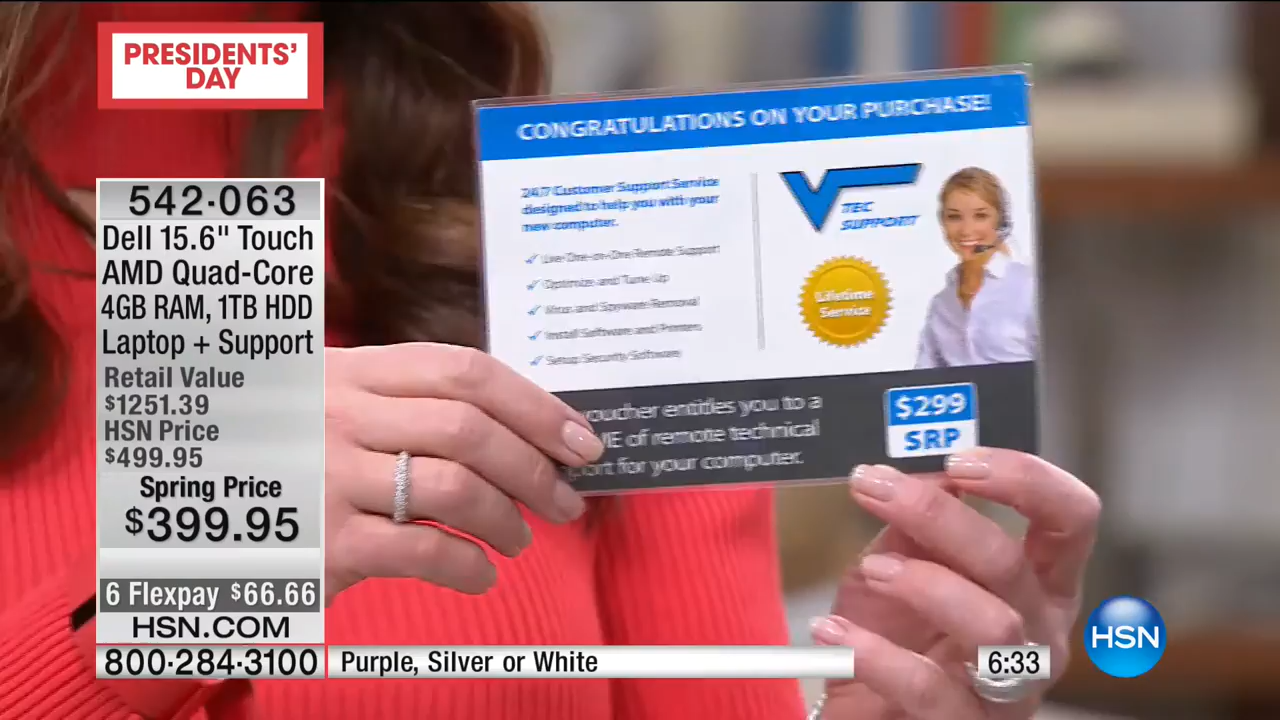 PRESIDENTS'
DAY
542-063
Dell 15.6" Touch
AMD Quad-Core
4GB RAM, 1TB HDD
Laptop + Support
Retail Value
$1251.39
HSN Price
$499.95
Spring Price
$399.95
6 Flexpay $66.66
HSN.COM
800-284-3100
Purple, Silver or White
6:33
HSN
CONGRATULATIONS ON YOUR PURCHASE!
24/7 Customer Support Service
designed to help you with your
new computer.
Live One-on-One Remote Support
Optimize and Tune Up
Virus and Spyware Removal
Install Software and Printers
Setup Security Software
TEC
SUPPORT
Lifetime
Service
voucher entitles you to a
of remote technical
for your computer.
$299
SRP